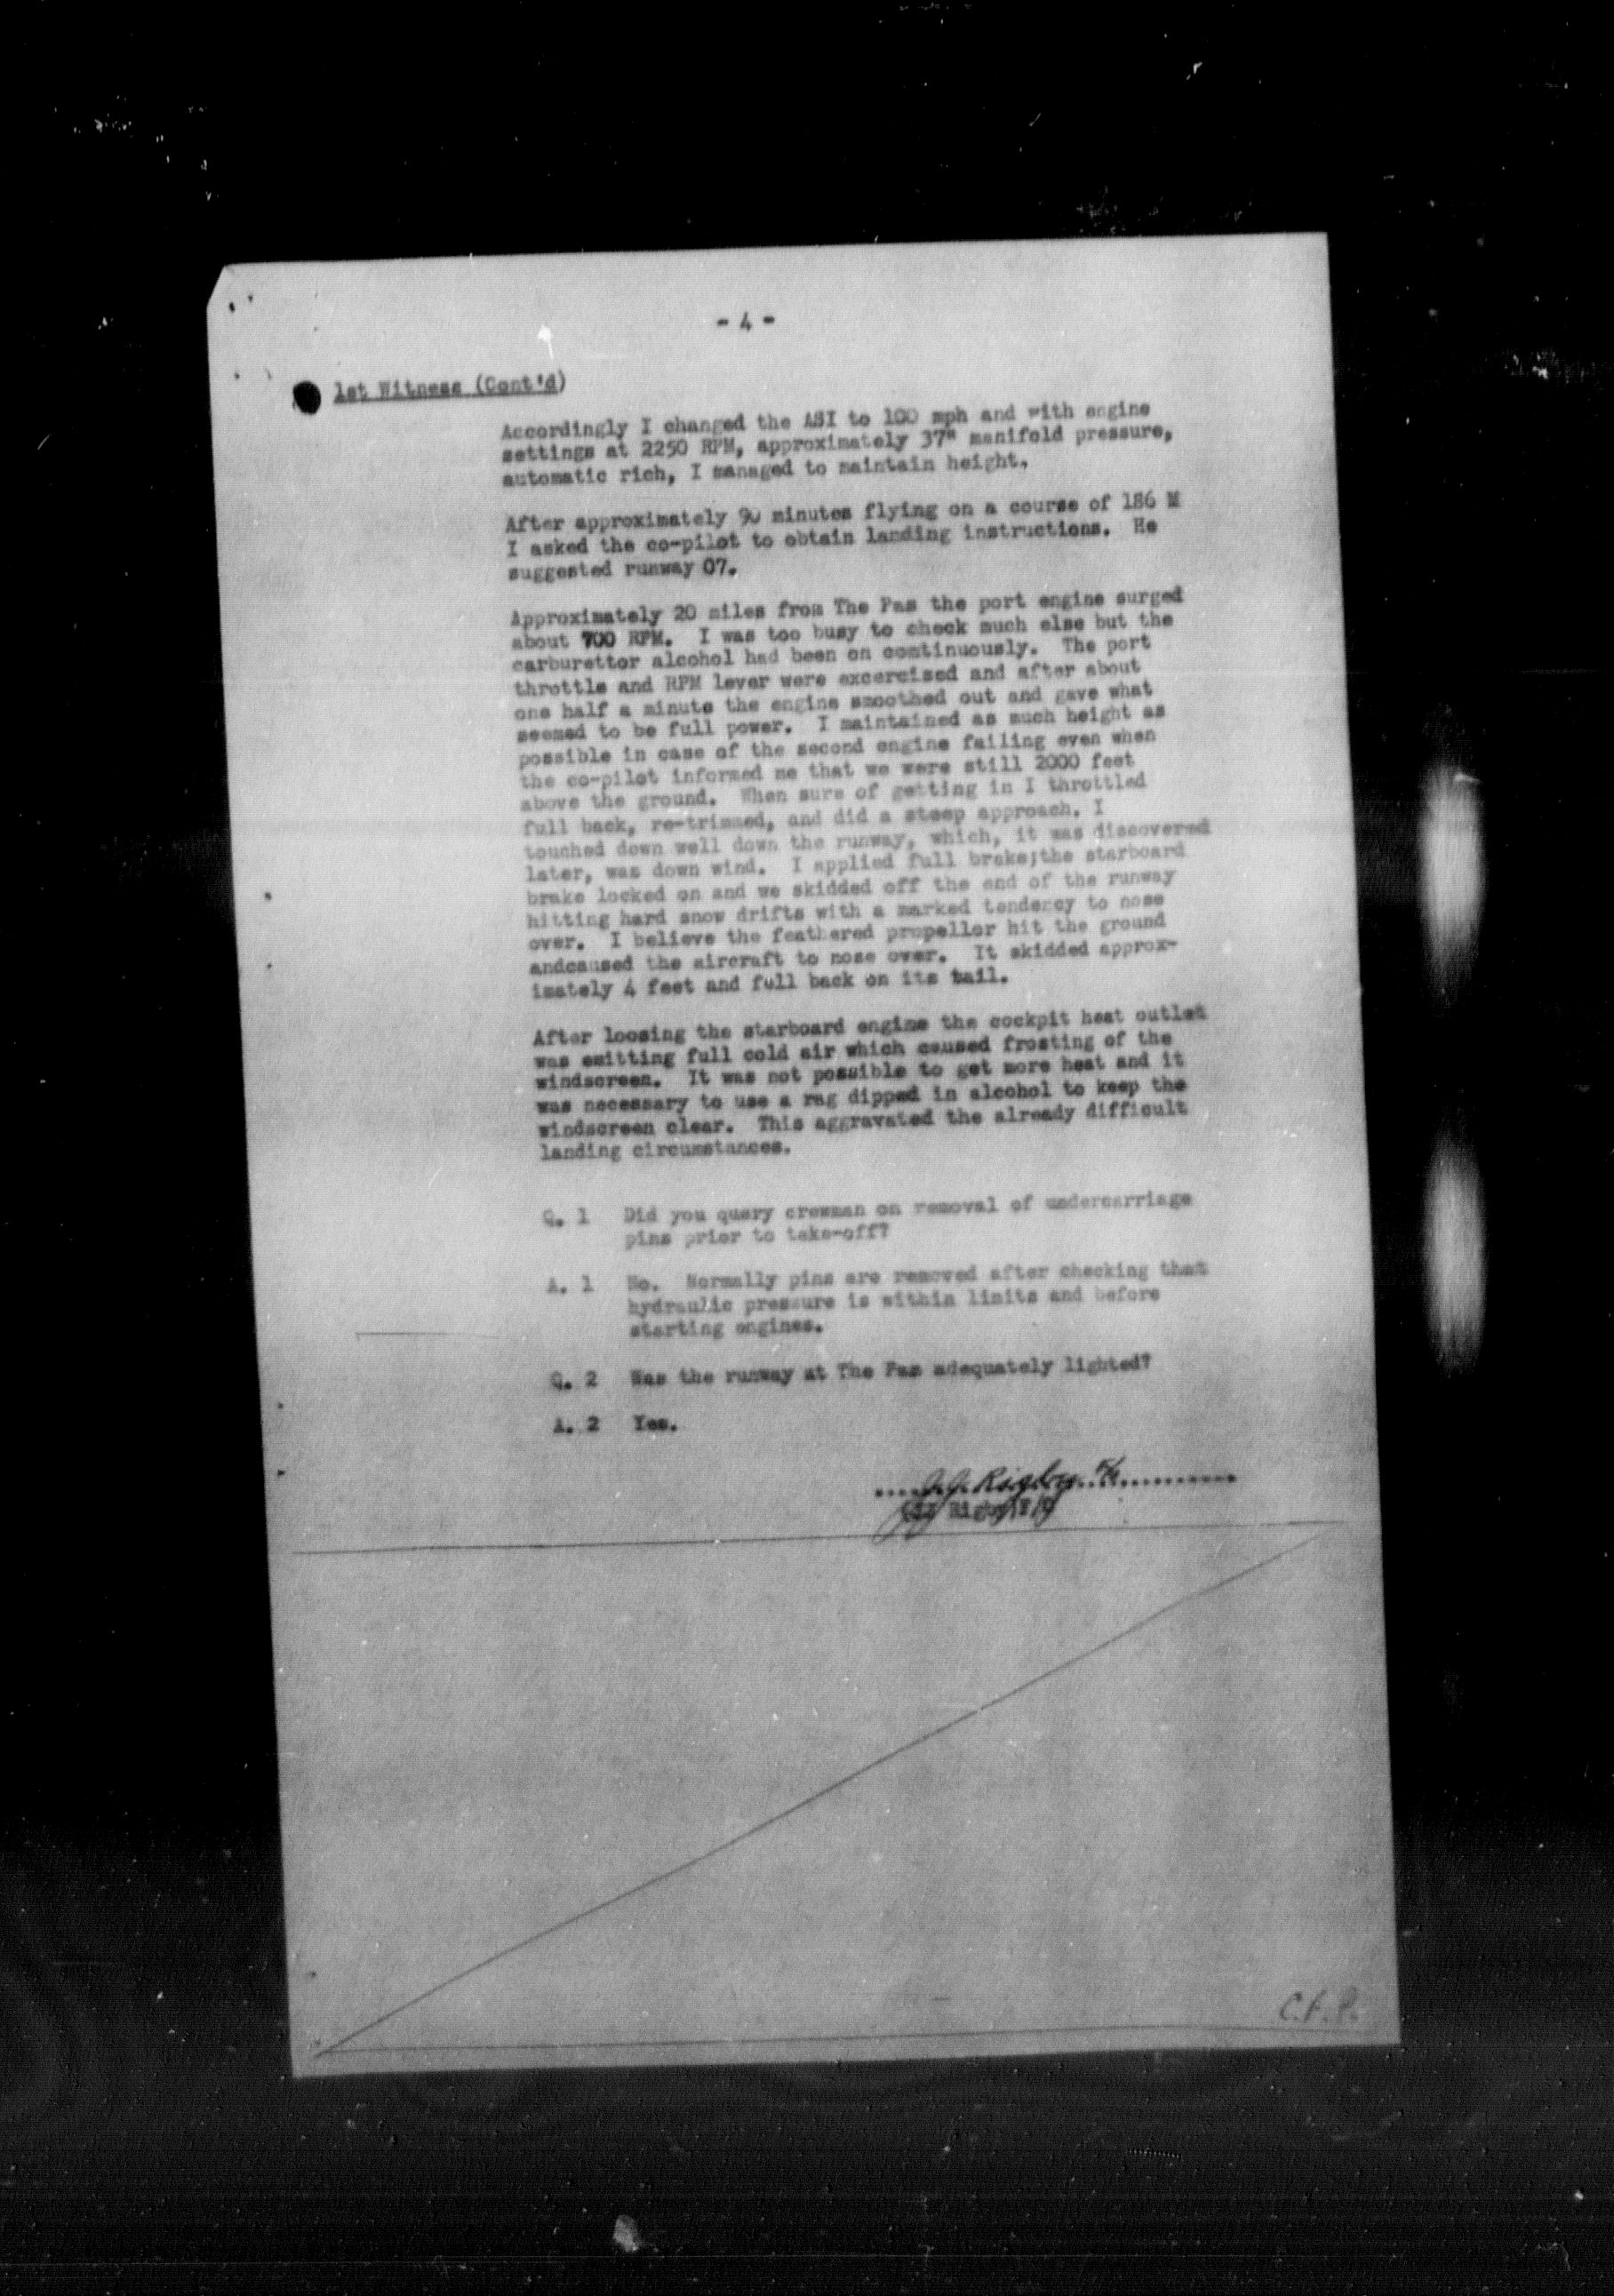 - 4 -
1st Witness (Cont'd)
Accordingly I changed the ASI to 100 mph and with engine
settings at 2250 RPM, approximately 37" manifold pressure,
automatic rich, I managed to maintain height.
After approximately 90 minutes flying on a course of 186 M
I asked the co-pilot to obtain landing instructions. He
suggested runway 07.
Approximately 20 miles from The Pas the port engine surged
about 700 RPM. I was too busy to check much else but the
carburettor alcohol had been on continuously. The port
throttle and RPM lever were excercised and after about
one half a minute the engine smoothed out and gave what
seemed to be full power. I maintained as much height as
possible in case of the second engine failing even when
the co-pilot informed me that we were still 2000 feet
above the ground. When sure of getting in I throttled
full back, re-trimmed, and did a steep approach. I
touched down well down the runway, which, it was discovered
later, was down wind. I applied full brake;the starboard
brake locked on and we skidded off the end of the runway
hitting hard snow drifts with a marked tendency to nose
over. I believe the feathered propellor hit the ground
andcaused the aircraft to nose over. It skidded approx-
imately 4 feet and fell back on its tail.
After loosing the starboard engine the cockpit heat outlet
was emitting full cold air which caused frosting of the
windscreen. It was not possible to get more heat and it
was necessary to use a rag dipped in alcohol to keep the
windscreen clear. This aggravated the already difficult
landing circumstances.
Q. 1 Did you query crewman on removal of undercarriage
pins prior to take-off?
A. 1 No. Normally pins are removed after checking that
hydraulic pressure is within limits and before
starting engines.
Q. 2 Was the runway at The Pas adequately lighted?
A. 2 Yes.
J.J. Rigby
Rigby
C.F.P.